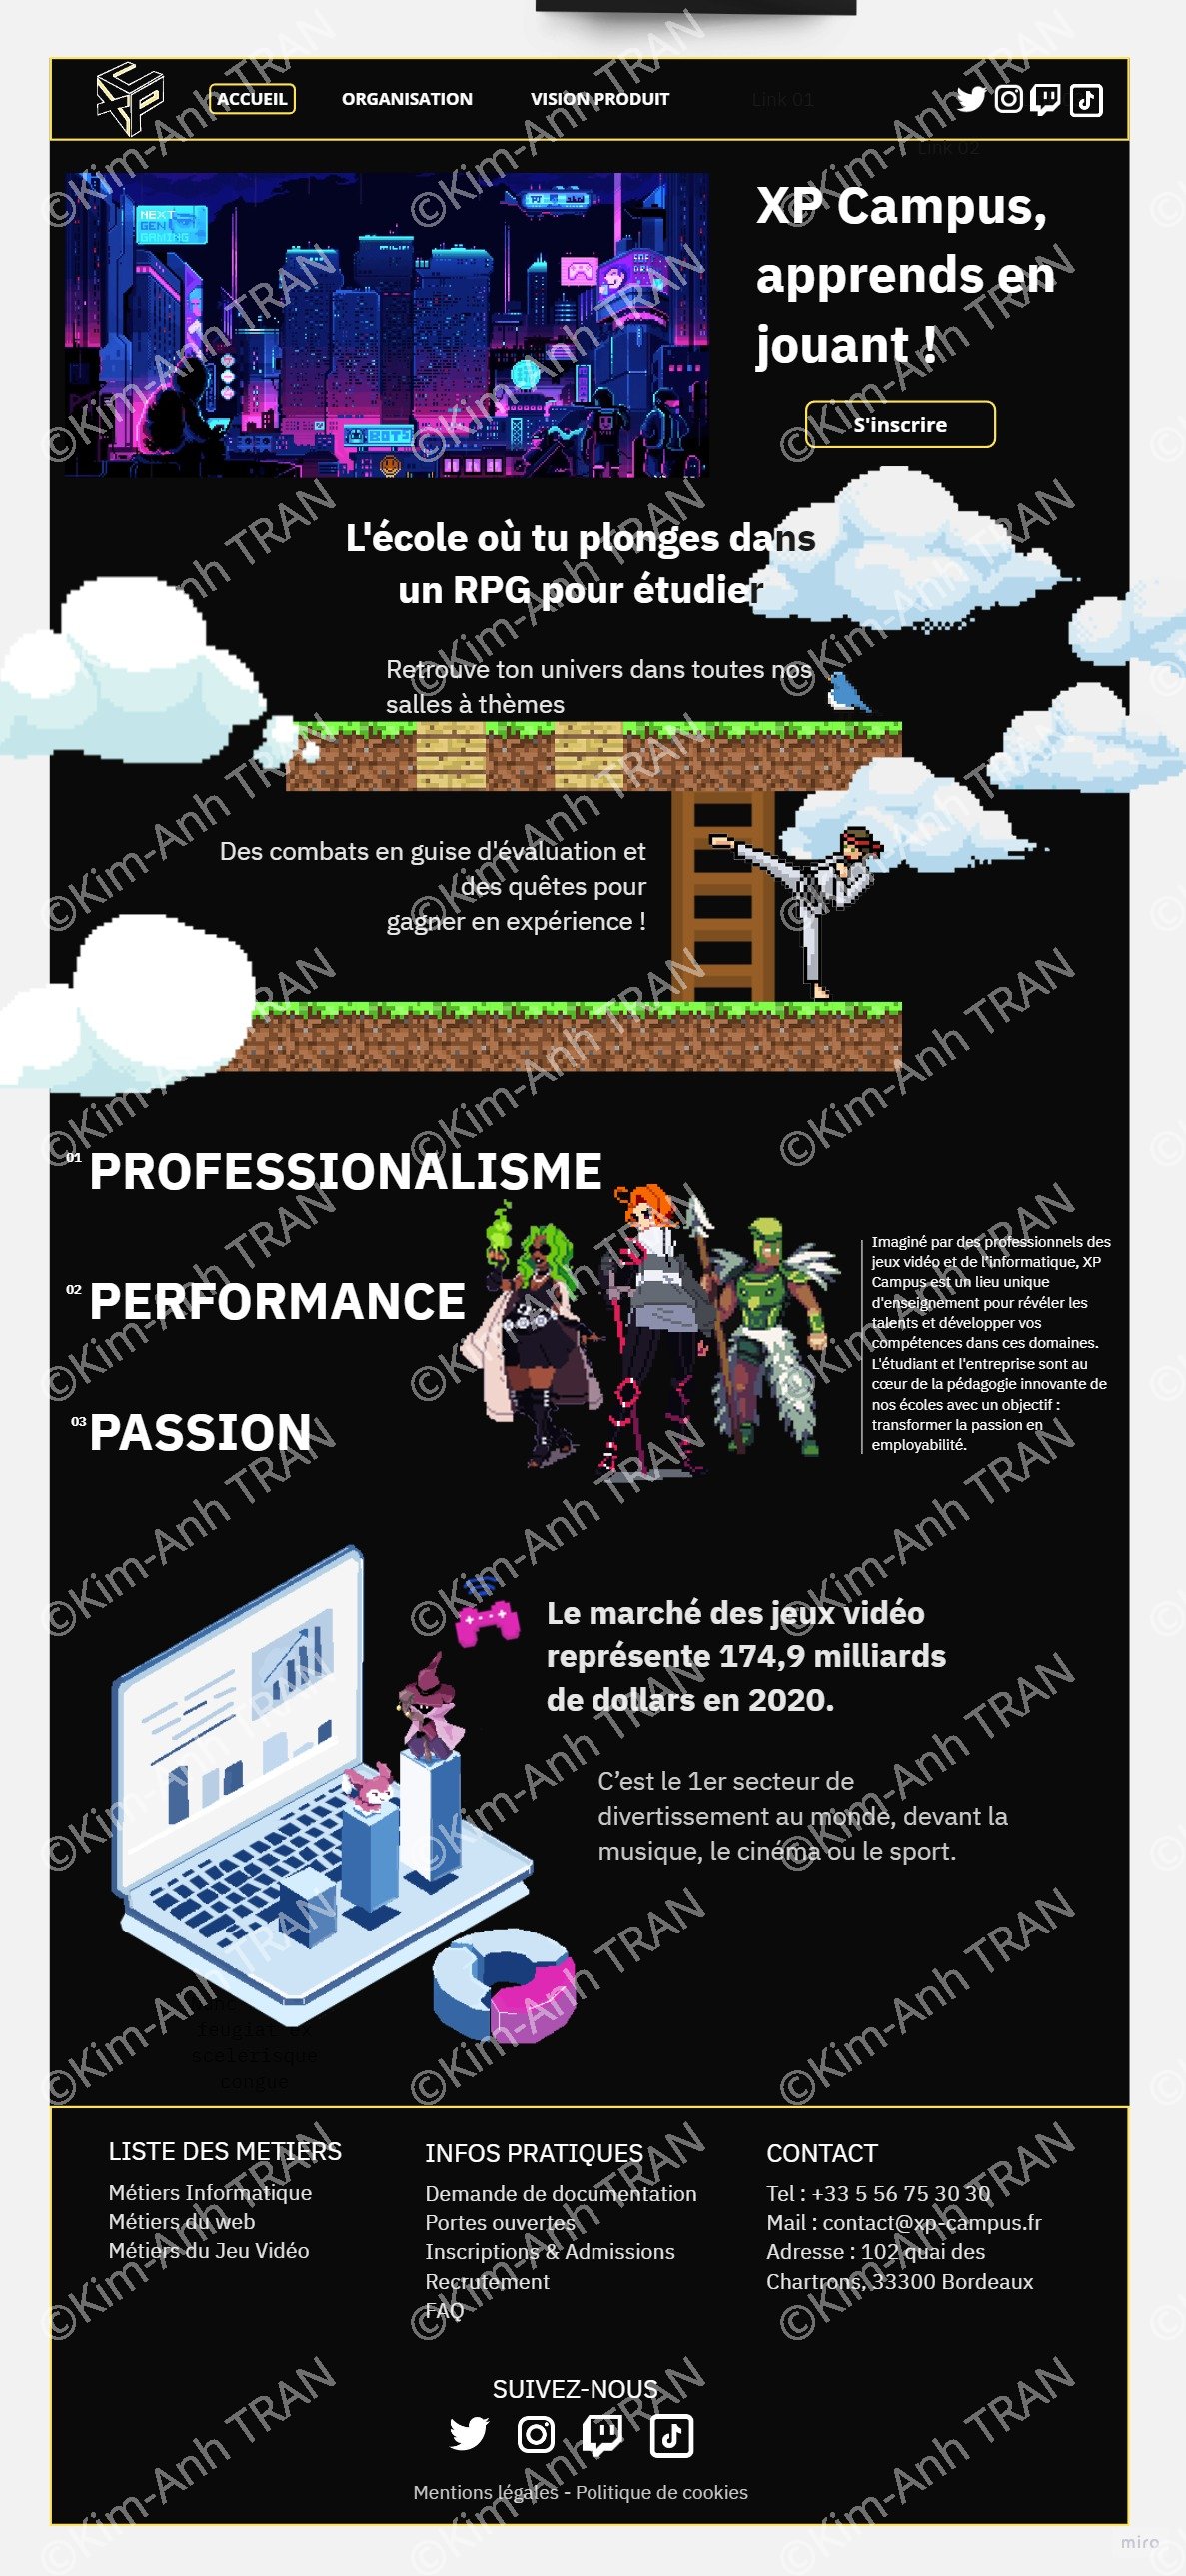 ACCUEIL ORGANISATION VISION PRODUIT Link 01
Link 02
NEXT
GEN
GAMING
BOTS
XP Campus,
apprends en
jouant !
S'inscrire
L'école où tu plonges dans
un RPG pour étudier
Retrouve ton univers dans toutes nos
salles à thèmes
Des combats en guise d'évaluation et
des quêtes pour
gagner en expérience !
01 PROFESSIONALISME
02 PERFORMANCE
03 PASSION
Imaginé par des professionnels des
jeux vidéo et de l'informatique, XP
Campus est un lieu unique
d'enseignement pour révéler les
talents et développer vos
compétences dans ces domaines.
L'étudiant et l'entreprise sont au
cœur de la pédagogie innovante de
nos écoles avec un objectif :
transformer la passion en
employabilité.
Le marché des jeux vidéo
représente 174,9 milliards
de dollars en 2020.
C’est le 1er secteur de
divertissement au monde, devant la
musique, le cinéma ou le sport.
feugiat ex
scelerisque
congue
LISTE DES METIERS
Métiers Informatique
Métiers du web
Métiers du Jeu Vidéo
INFOS PRATIQUES
Demande de documentation
Portes ouvertes
Inscriptions & Admissions
Recrutement
FAQ
CONTACT
Tel : +33 5 56 75 30 30
Mail : contact@xp-campus.fr
Adresse : 102 quai des
Chartrons, 33300 Bordeaux
SUIVEZ-NOUS
Mentions légales - Politique de cookies
miro
©Kim-Anh TRAN